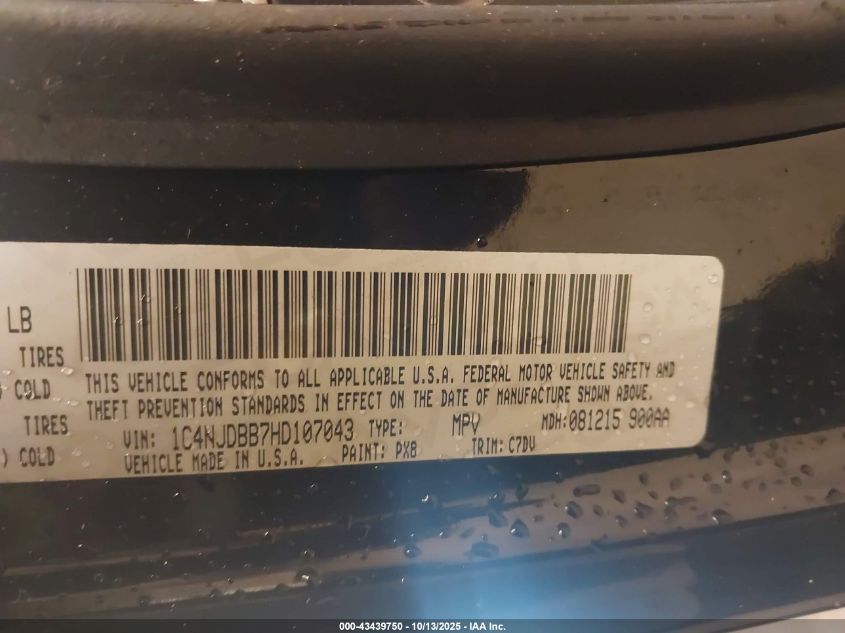 LB
TIRES
) COLD
TIRES
) COLD
THIS VEHICLE CONFORMS TO ALL APPLICABLE U.S.A. FEDERAL MOTOR VEHICLE SAFETY AND
THEFT PREVENTION STANDARDS IN EFFECT ON THE DATE OF MANUFACTURE SHOWN ABOVE.
VIN: 1C4NJDBB7HD107043 TYPE: MPV MDH:081215 900AA
VEHICLE MADE IN U.S.A. PAINT: PX8 TRIM: C7DV
000-43439750 - 10/13/2025 - IAA Inc.